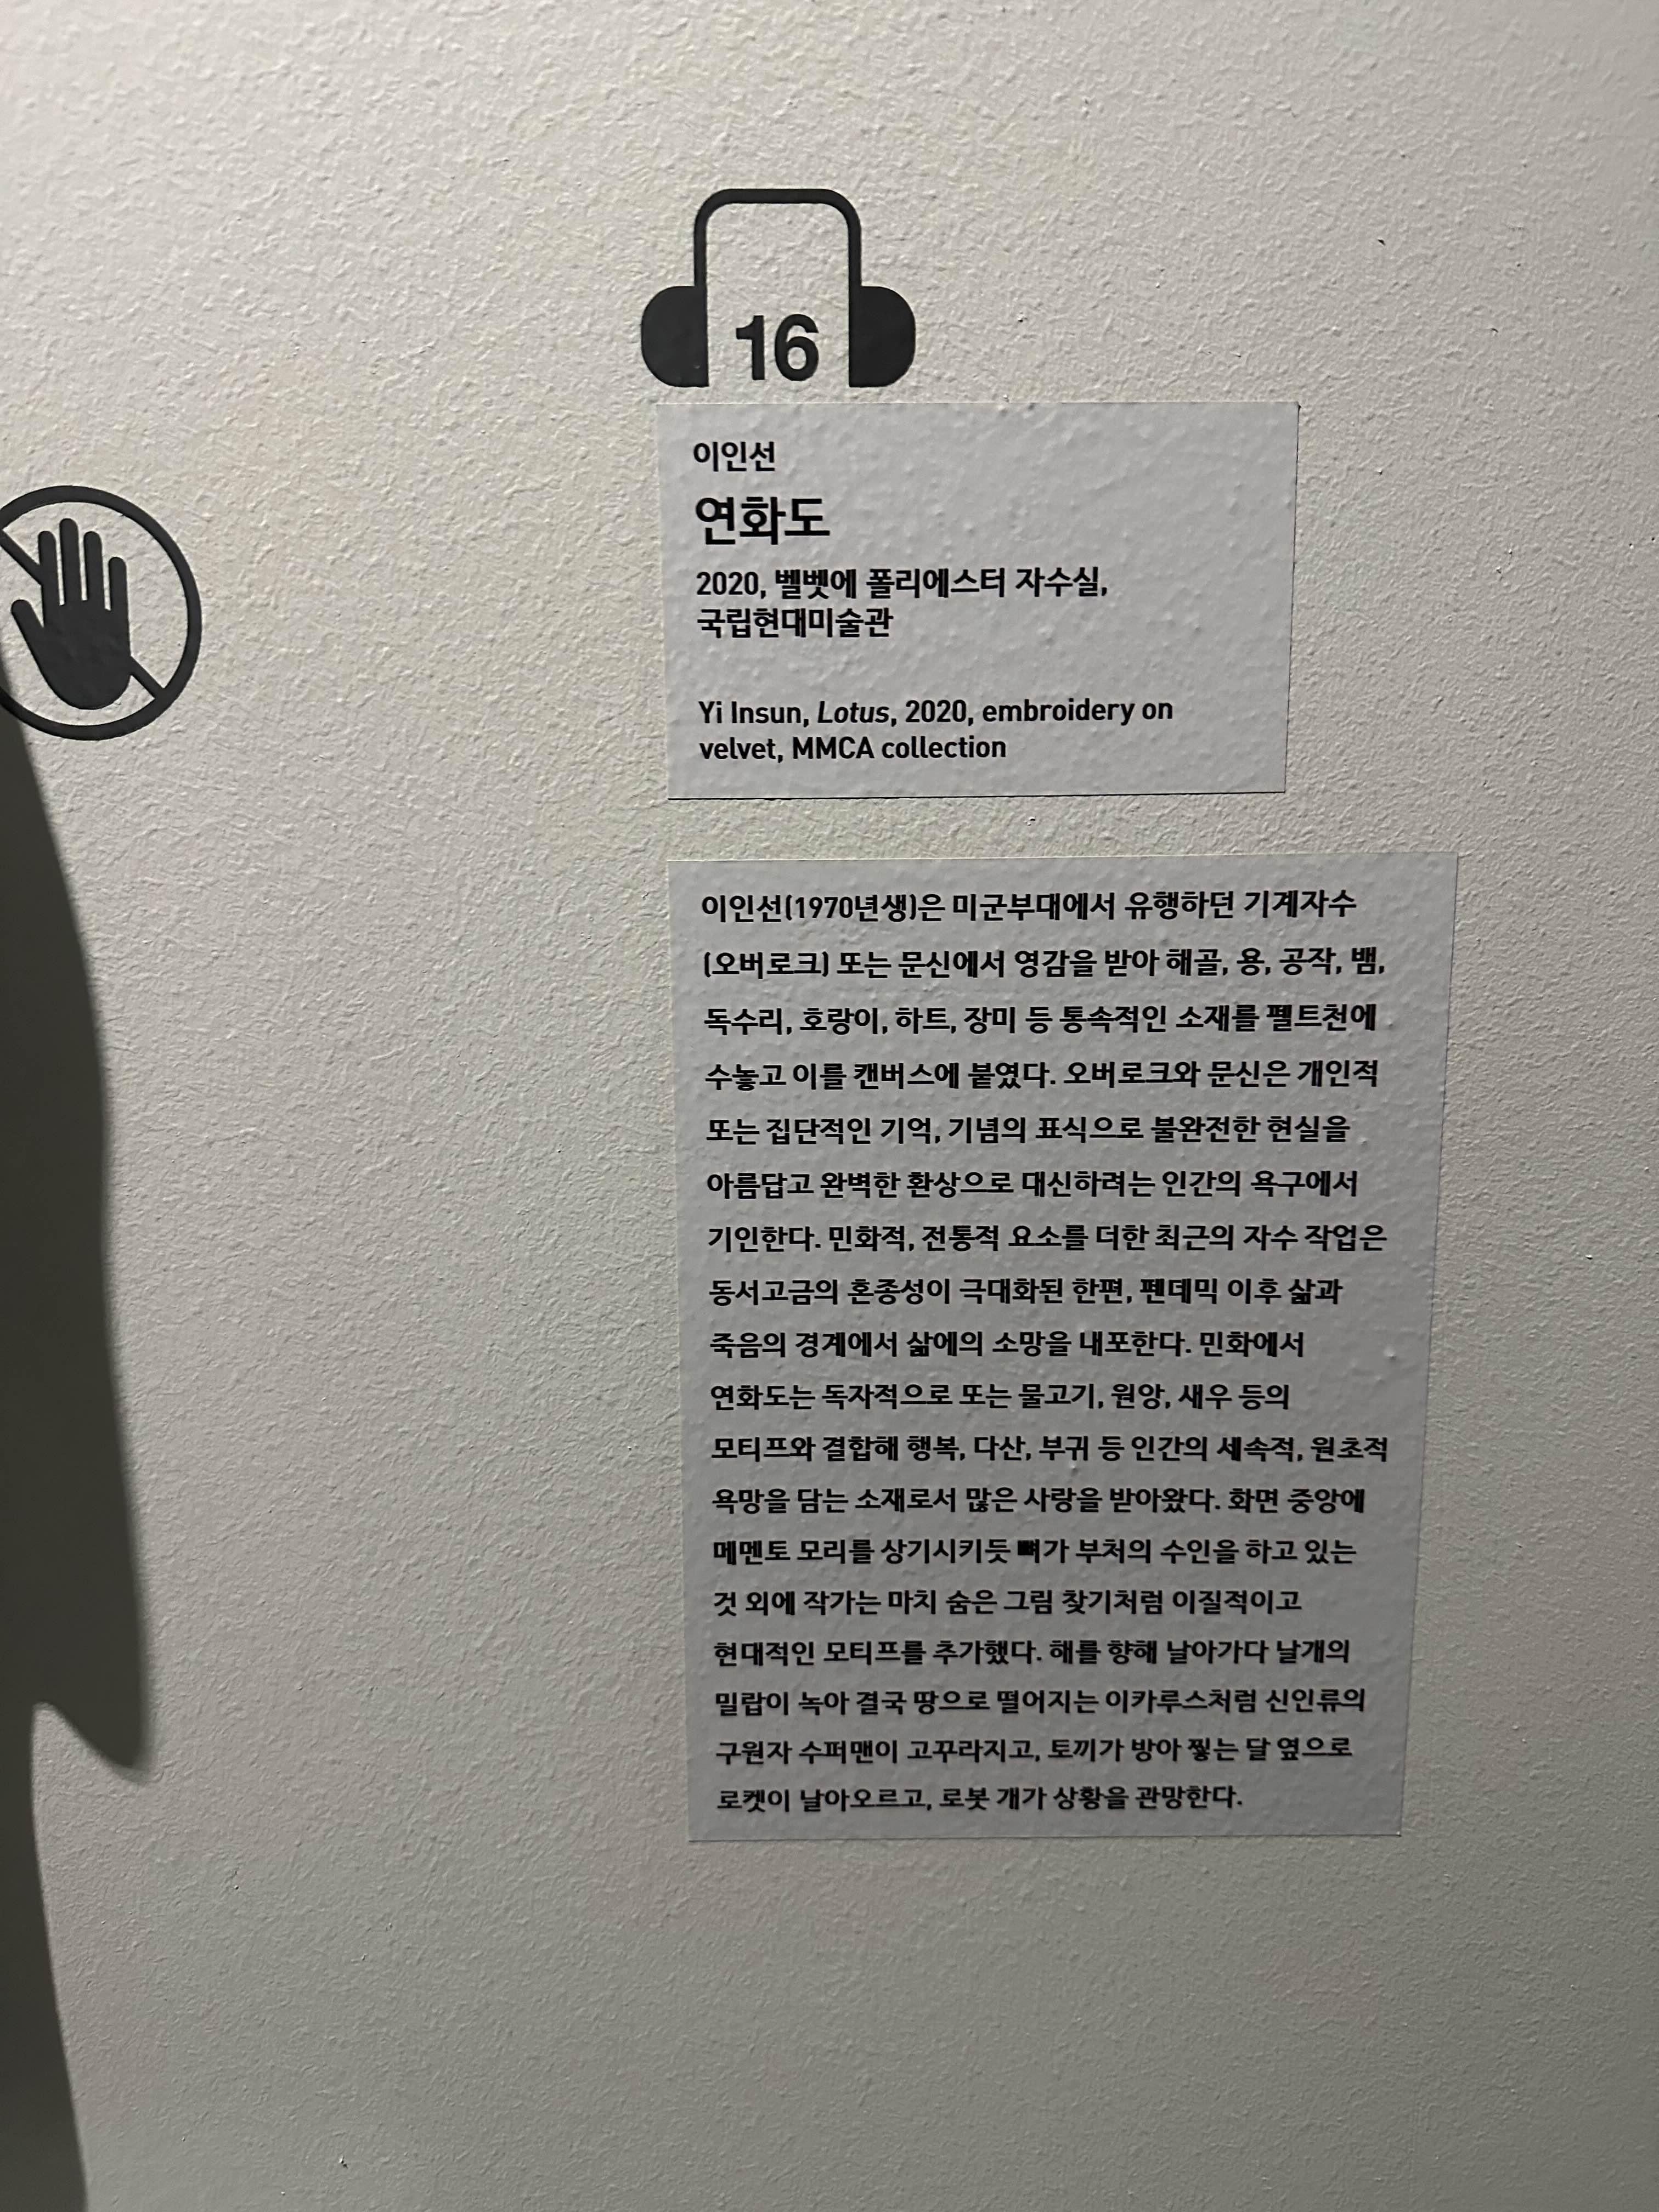 16
이인선
연화도
2020, 벨벳에 폴리에스터 자수실,
국립현대미술관
Yi Insun, Lotus, 2020, embroidery on
velvet, MMCA collection
이인선(1970년생)은 미군부대에서 유행하던 기계자수
(오버로크) 또는 문신에서 영감을 받아 해골, 용, 공작, 뱀,
독수리, 호랑이, 하트, 장미 등 통속적인 소재를 펠트천에
수놓고 이를 캔버스에 붙였다. 오버로크와 문신은 개인적
또는 집단적인 기억, 기념의 표식으로 불완전한 현실을
아름답고 완벽한 환상으로 대신하려는 인간의 욕구에서
기인한다. 민화적, 전통적 요소를 더한 최근의 자수 작업은
동서고금의 혼종성이 극대화된 한편, 펜데믹 이후 삶과
죽음의 경계에서 삶에의 소망을 내포한다. 민화에서
연화도는 독자적으로 또는 물고기, 원앙, 새우 등의
모티프와 결합해 행복, 다산, 부귀 등 인간의 세속적, 원초적
욕망을 담는 소재로서 많은 사랑을 받아왔다. 화면 중앙에
메멘토 모리를 상기시키듯 뼈가 부처의 수인을 하고 있는
것 외에 작가는 마치 숨은 그림 찾기처럼 이질적이고
현대적인 모티프를 추가했다. 해를 향해 날아가다 날개의
밀랍이 녹아 결국 땅으로 떨어지는 이카루스처럼 신인류의
구원자 수퍼맨이 고꾸라지고, 토끼가 방아 찧는 달 옆으로
로켓이 날아오르고, 로봇 개가 상황을 관망한다.